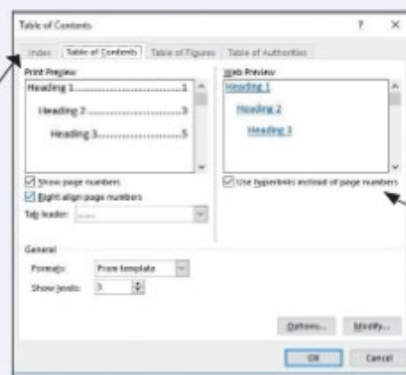 Table of Contents ? X
Index Table of Contents Table of Figures Table of Authorities
Print Preview Web Preview
Heading 1..........................1 Heading 1
Heading 2......................3 Heading 2
Heading 3..................5 Heading 3
Show page numbers Use hyperlinks instead of page numbers
Right align page numbers
Tab leader: .......
General
Formats: From template
Show levels: 3
Options... Modify...
OK Cancel